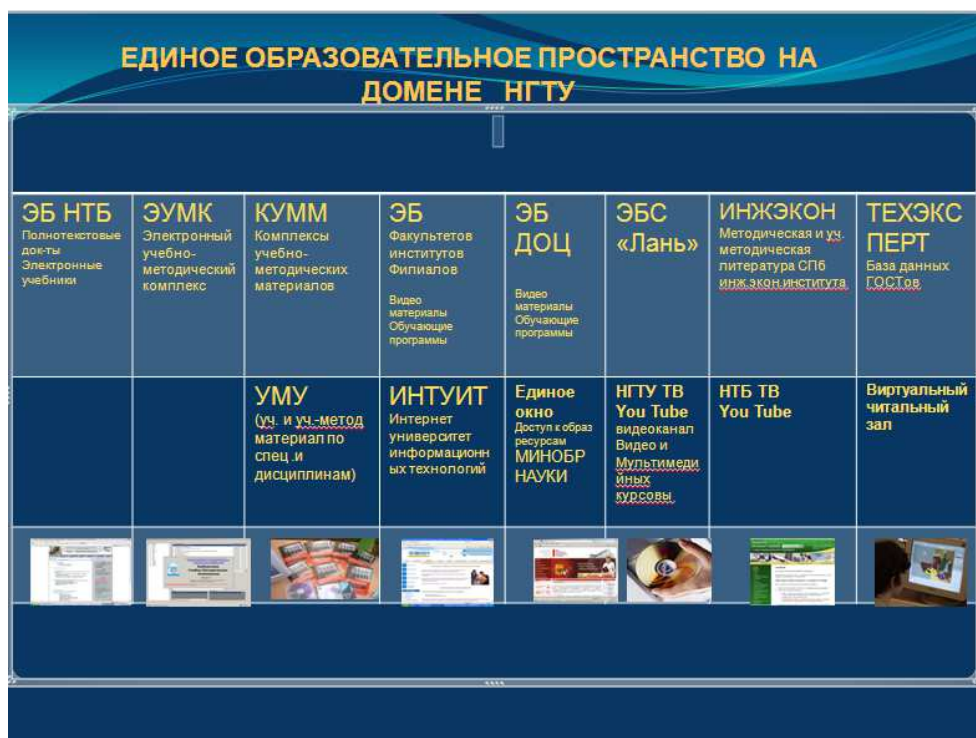 ЕДИНОЕ ОБРАЗОВАТЕЛЬНОЕ ПРОСТРАНСТВО НА
ДОМЕНЕ НГТУ
ЭБ НТБ
Полнотекстовые
док-ты
Электронные
учебники
ЭУМК
Электронный
учебно-
методический
комплекс
КУММ
Комплексы
учебно-
методических
материалов
ЭБ
Факультетов
институтов
Филиалов
Видео
материалы
Обучающие
программы
ЭБ
ДОЦ
Видео
материалы
Обучающие
программы
ЭБС
«Лань»
ИНЖЭКОН
Методическая и уч.
методическая
литература СПб
инж.экон.института
ТЕХЭКС
ПЕРТ
База данных
ГОСТов
УМУ
(уч. и уч.-метод
материал по
спец .и
дисциплинам)
ИНТУИТ
Интернет
университет
информационн
ых технологий
Единое
окно
Доступ к образ
ресурсам
МИНОБР
НАУКИ
НГТУ ТВ
You Tube
видеоканал
Видео и
Мультимеди
йных
курсовы
НТБ ТВ
You Tube
Виртуальный
читальный
зал